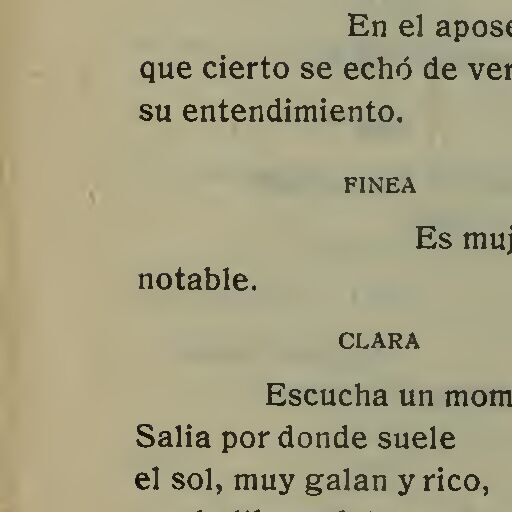 En el apose
que cierto se echó de ver
su entendimiento.
FINEA
Es muj
notable.
CLARA
Escucha un mom
Salia por donde suele
el sol, muy galan y rico,